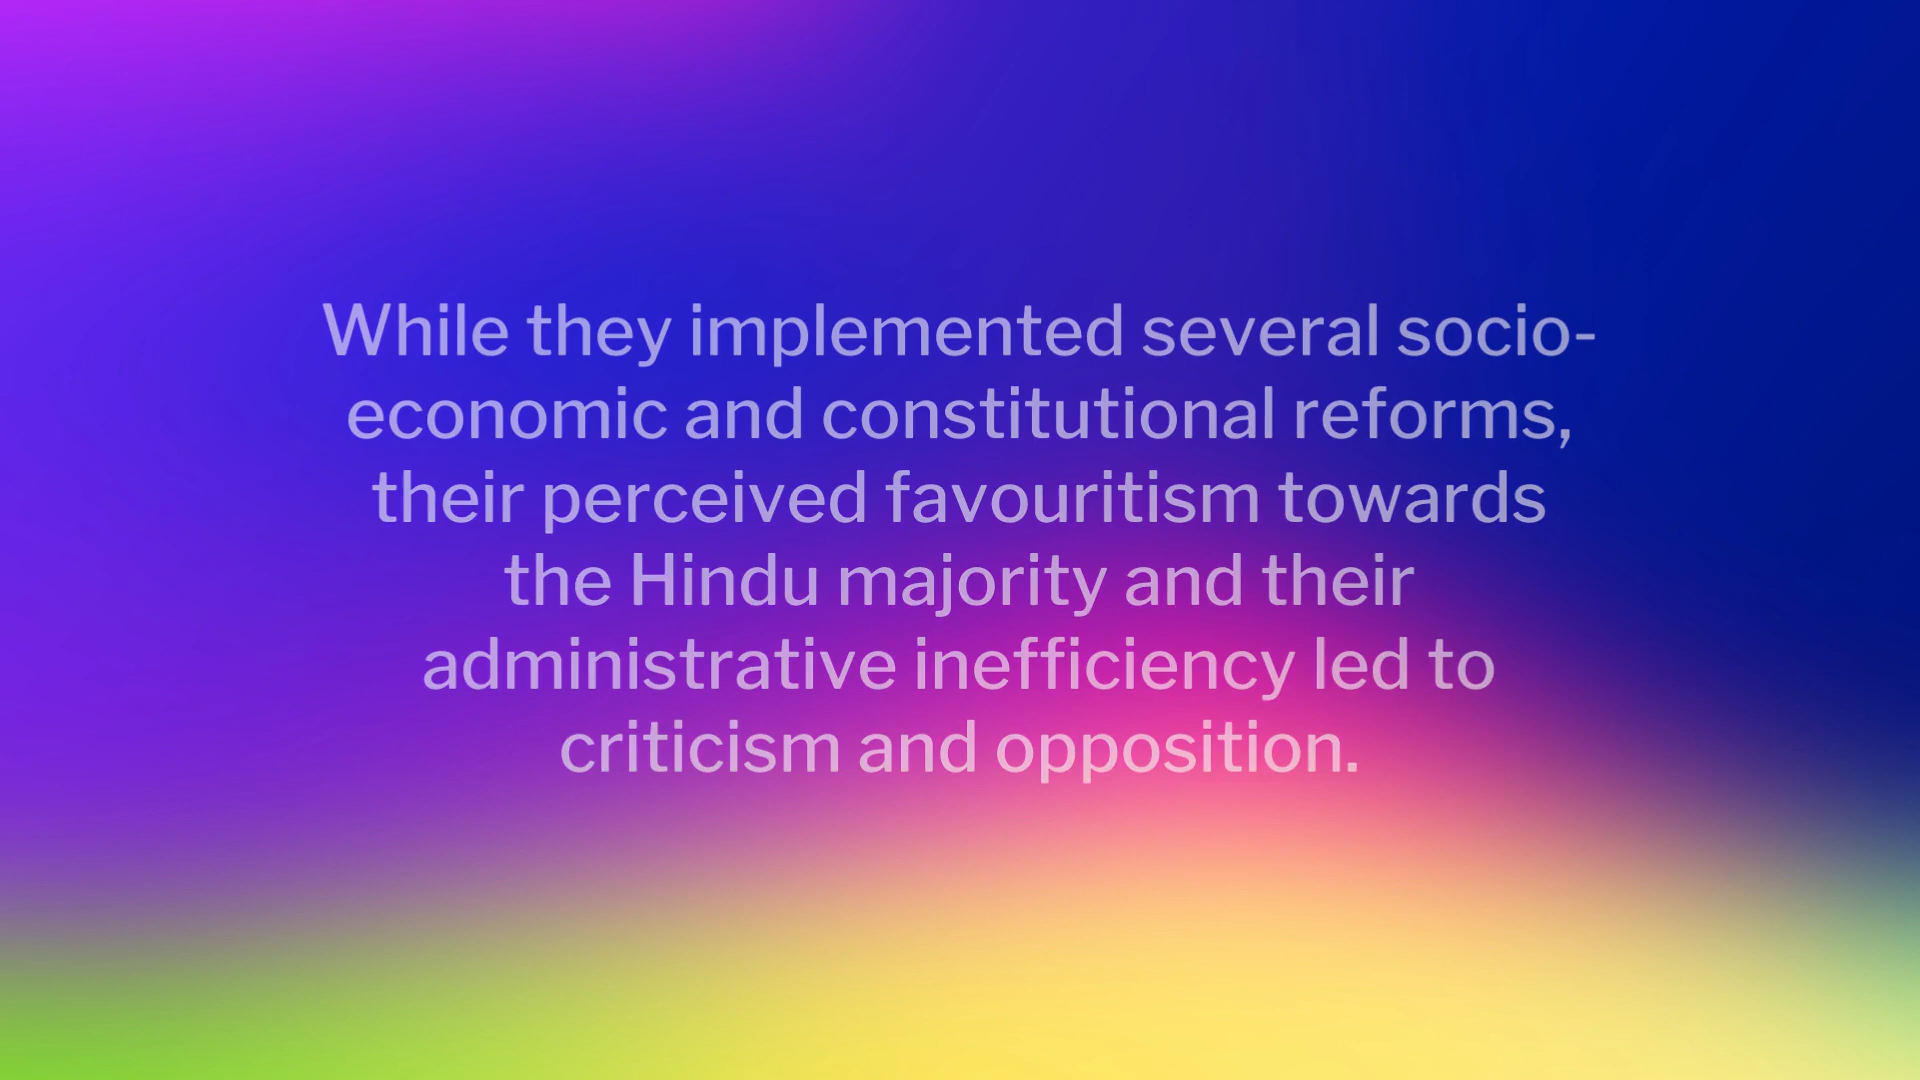 While they implemented several socio-
economic and constitutional reforms,
their perceived favouritism towards
the Hindu majority and their
administrative inefficiency led to
criticism and opposition.